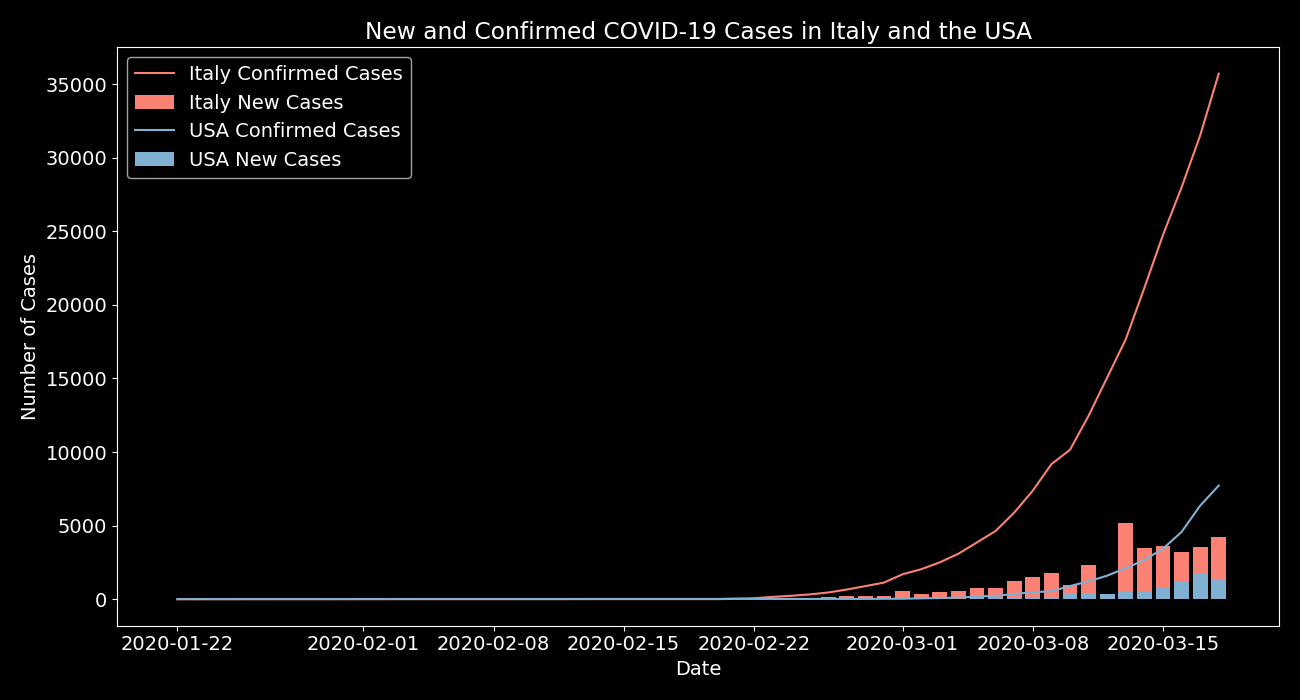 New and Confirmed COVID-19 Cases in Italy and the USA
Italy Confirmed Cases
Italy New Cases
USA Confirmed Cases
USA New Cases
35000
30000
25000
20000
15000
10000
5000
0
Number of Cases
2020-01-22 2020-02-01 2020-02-08 2020-02-15 2020-02-22 2020-03-01 2020-03-08 2020-03-15
Date